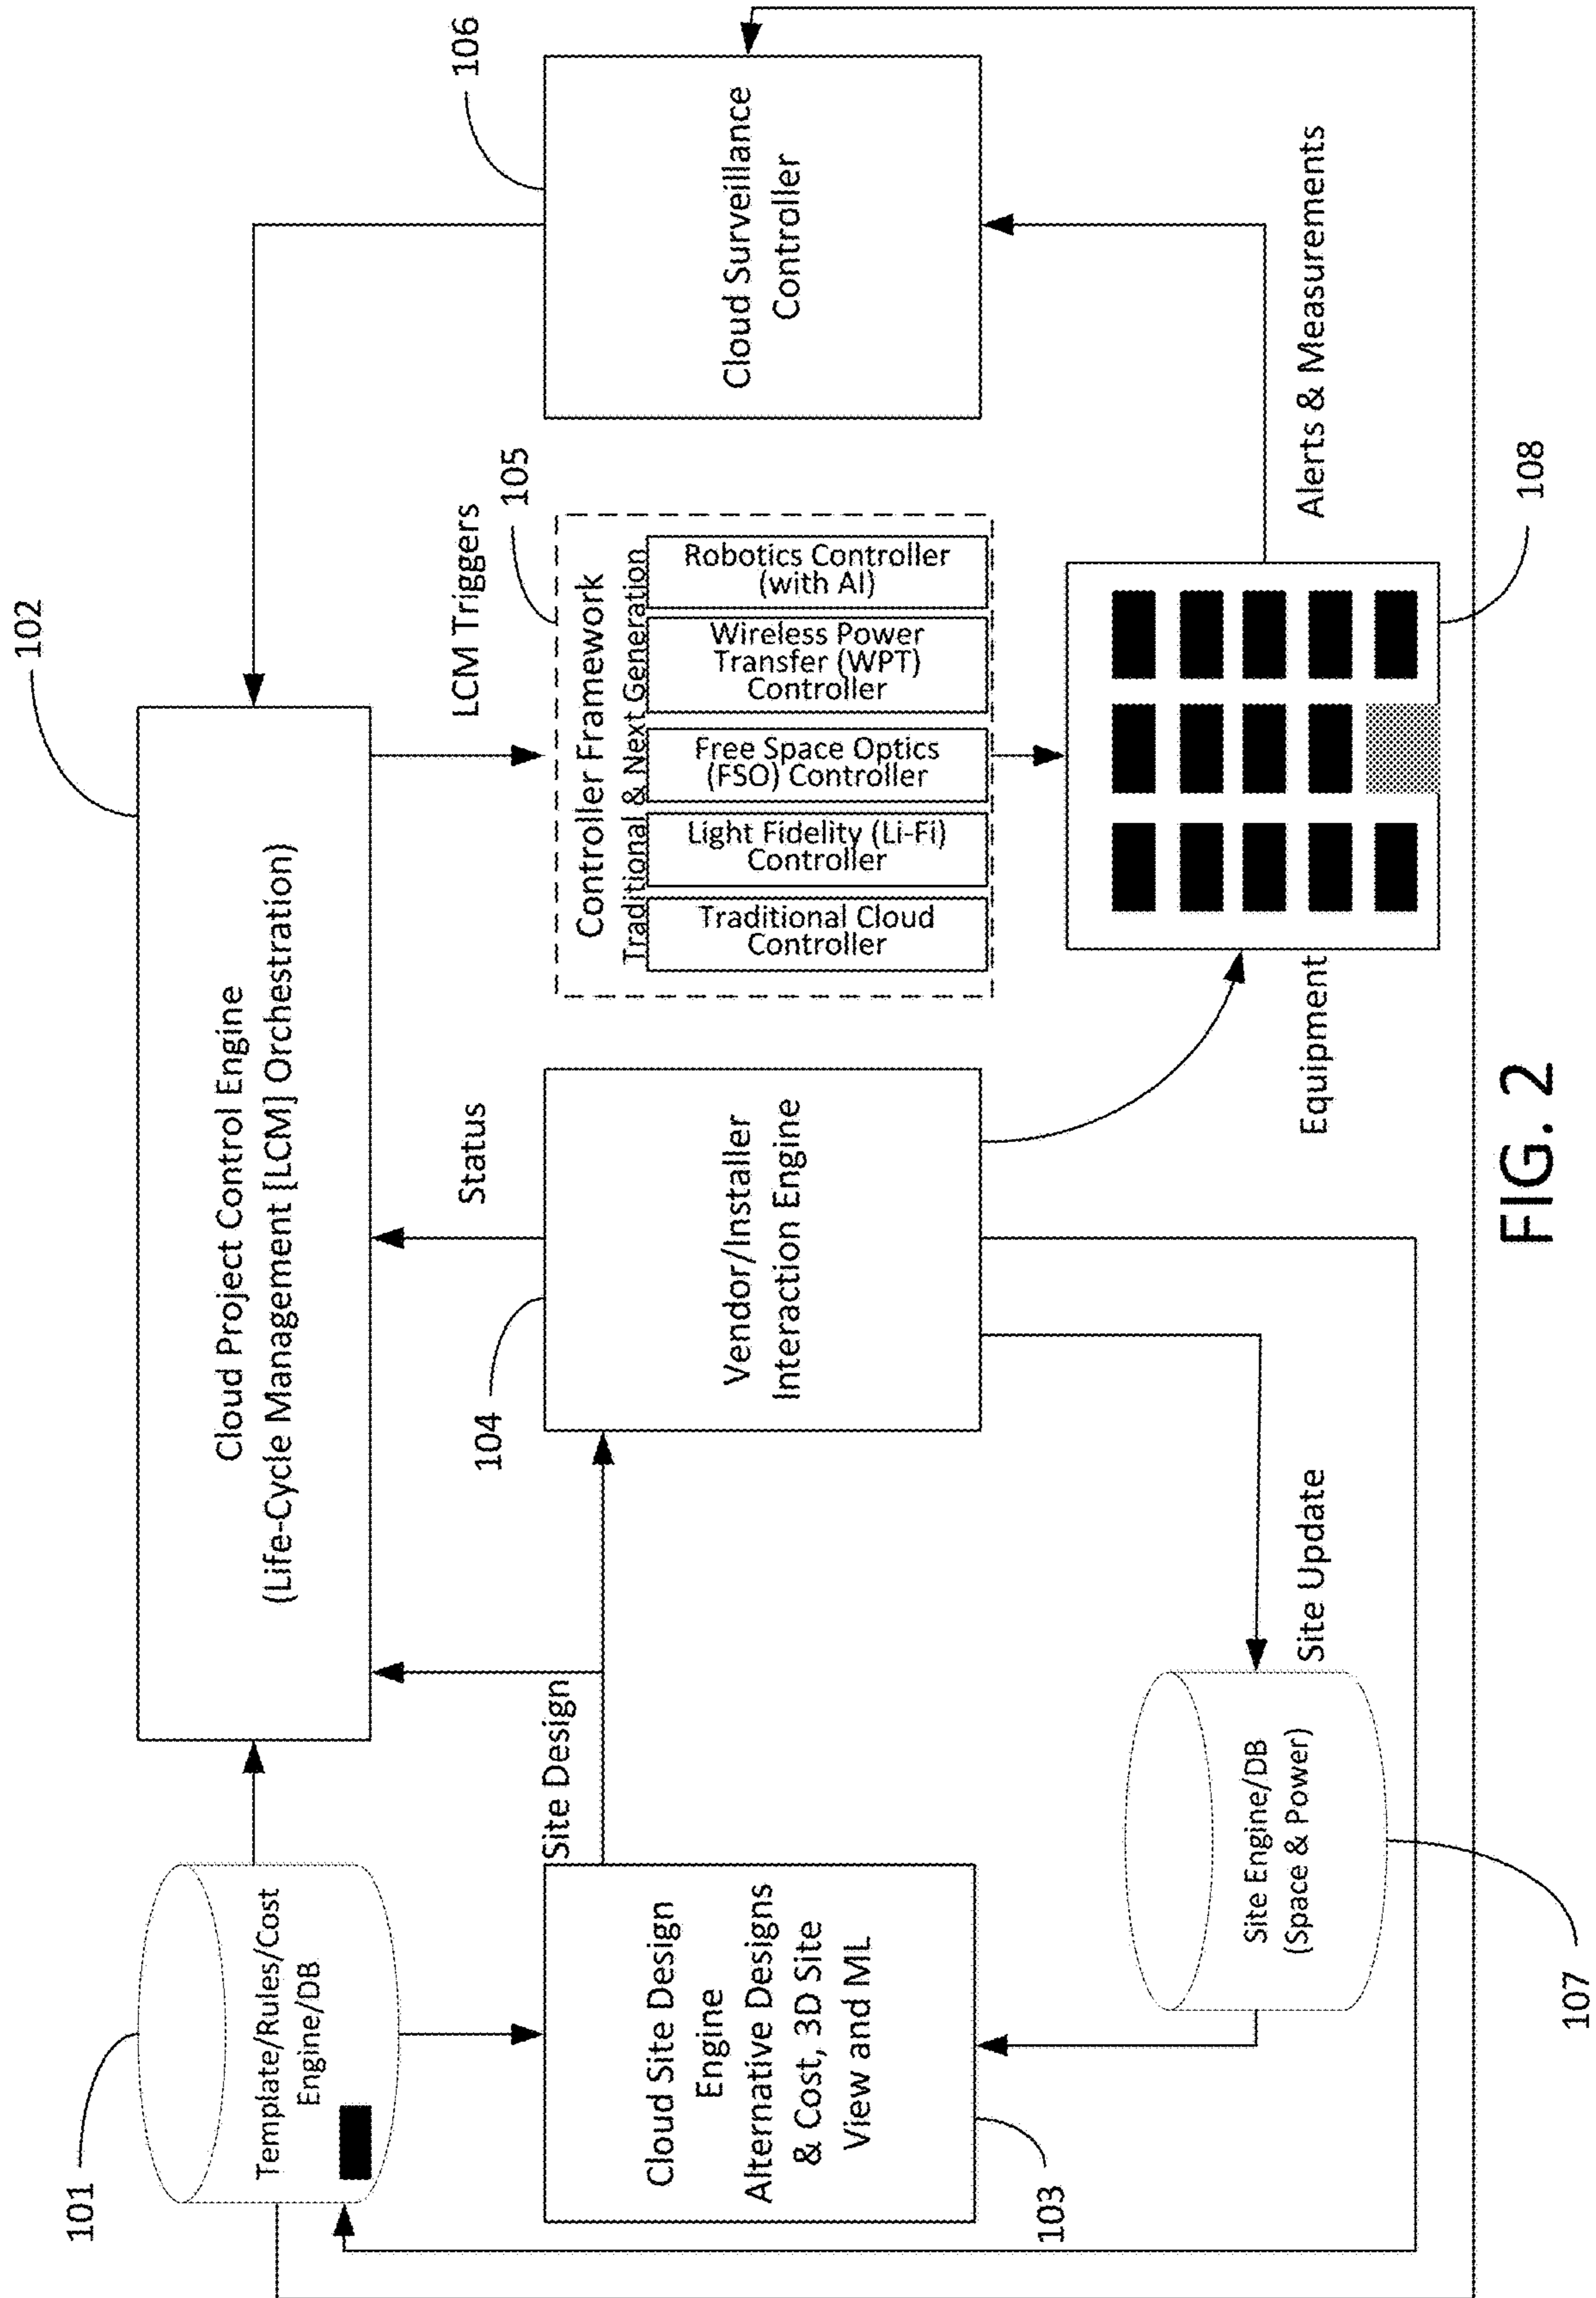 101
Template/Rules/Cost
Engine/DB
102
Cloud Project Control Engine
(Life-Cycle Management [LCM] Orchestration)
Site Design
Status
LCM Triggers
103
Cloud Site Design
Engine
Alternative Designs
& Cost, 3D Site
View and ML
104
Vendor/Installer
Interaction Engine
105
Controller Framework
Traditional & Next Generation
Traditional Cloud
Controller
Light Fidelity (Li-Fi)
Controller
Free Space Optics
(FSO) Controller
Wireless Power
Transfer (WPT)
Controller
Robotics Controller
(with AI)
106
Cloud Surveillance
Controller
107
Site Engine/DB
(Space & Power)
Site Update
Equipment
108
Alerts & Measurements
FIG. 2